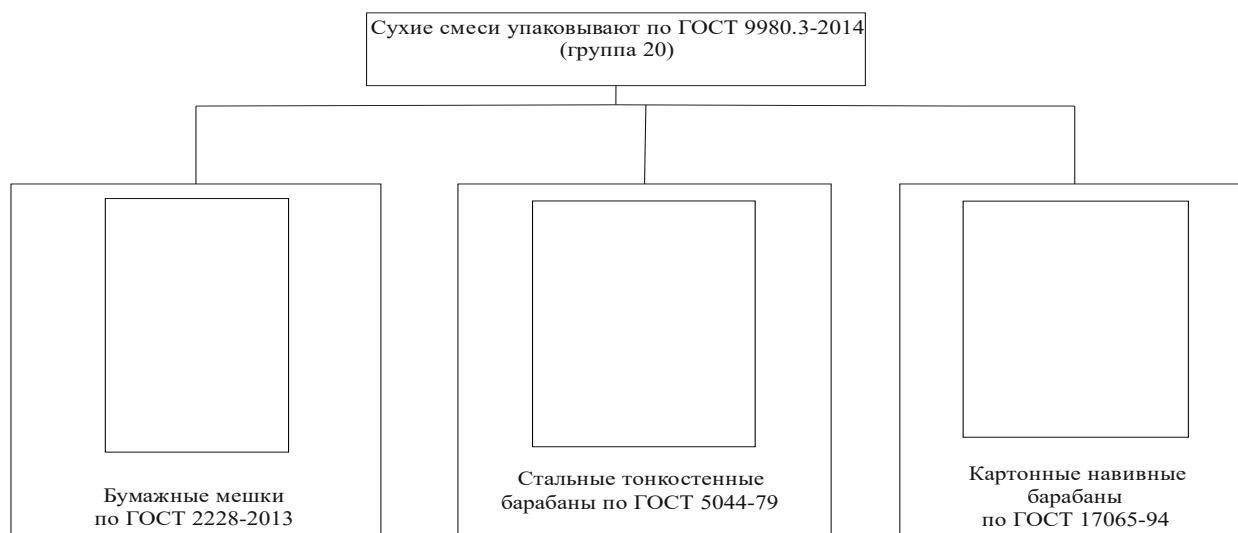 Сухие смеси упаковывают по ГОСТ 9980.3-2014
(группа 20)
Бумажные мешки
по ГОСТ 2228-2013
Стальные тонкостенные
барабаны по ГОСТ 5044-79
Картонные навивные
барабаны
по ГОСТ 17065-94